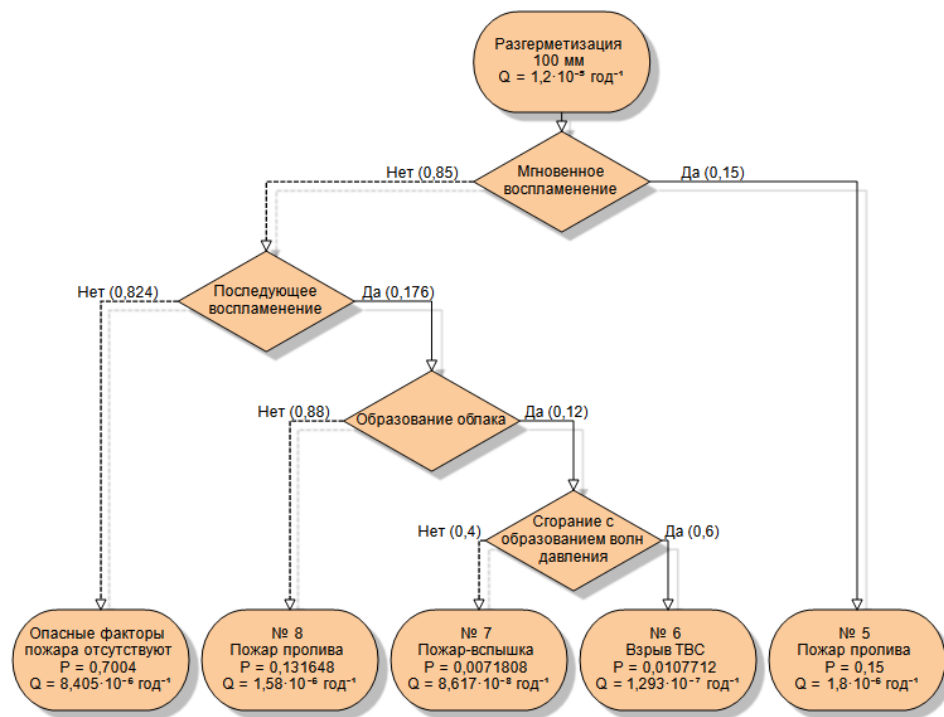 Разгерметизация
100 мм
Q = 1,2·10⁻⁵ год⁻¹
Мгновенное
воспламенение
Нет (0,85)
Да (0,15)
Последующее
воспламенение
Нет (0,824)
Да (0,176)
Образование облака
Нет (0,88)
Да (0,12)
Сгорание с
образованием волн
давления
Нет (0,4)
Да (0,6)
Опасные факторы
пожара отсутствуют
P = 0,7004
Q = 8,405·10⁻⁶ год⁻¹
№ 8
Пожар пролива
P = 0,131648
Q = 1,58·10⁻⁶ год⁻¹
№ 7
Пожар-вспышка
P = 0,0071808
Q = 8,617·10⁻⁸ год⁻¹
№ 6
Взрыв ТВС
P = 0,0107712
Q = 1,293·10⁻⁷ год⁻¹
№ 5
Пожар пролива
P = 0,15
Q = 1,8·10⁻⁶ год⁻¹